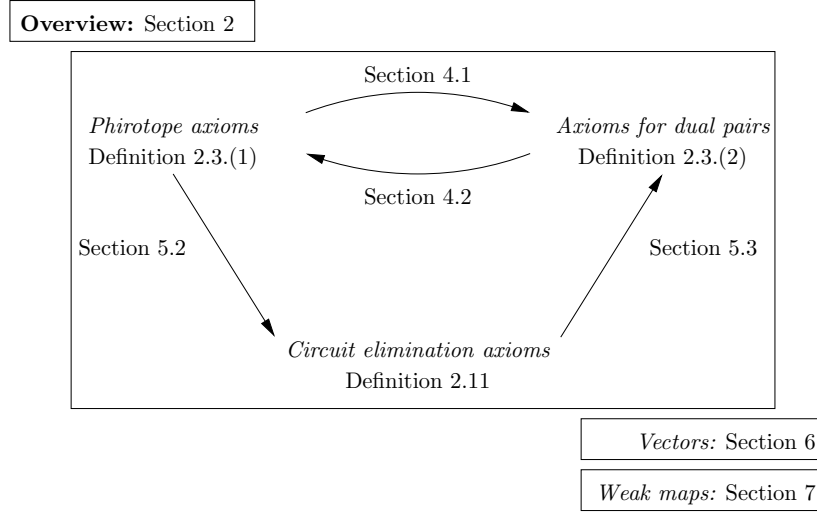 Overview: Section 2
Section 4.1
Phirotope axioms
Axioms for dual pairs
Definition 2.3.(1)
Definition 2.3.(2)
Section 4.2
Section 5.2
Section 5.3
Circuit elimination axioms
Definition 2.11
Vectors: Section 6
Weak maps: Section 7